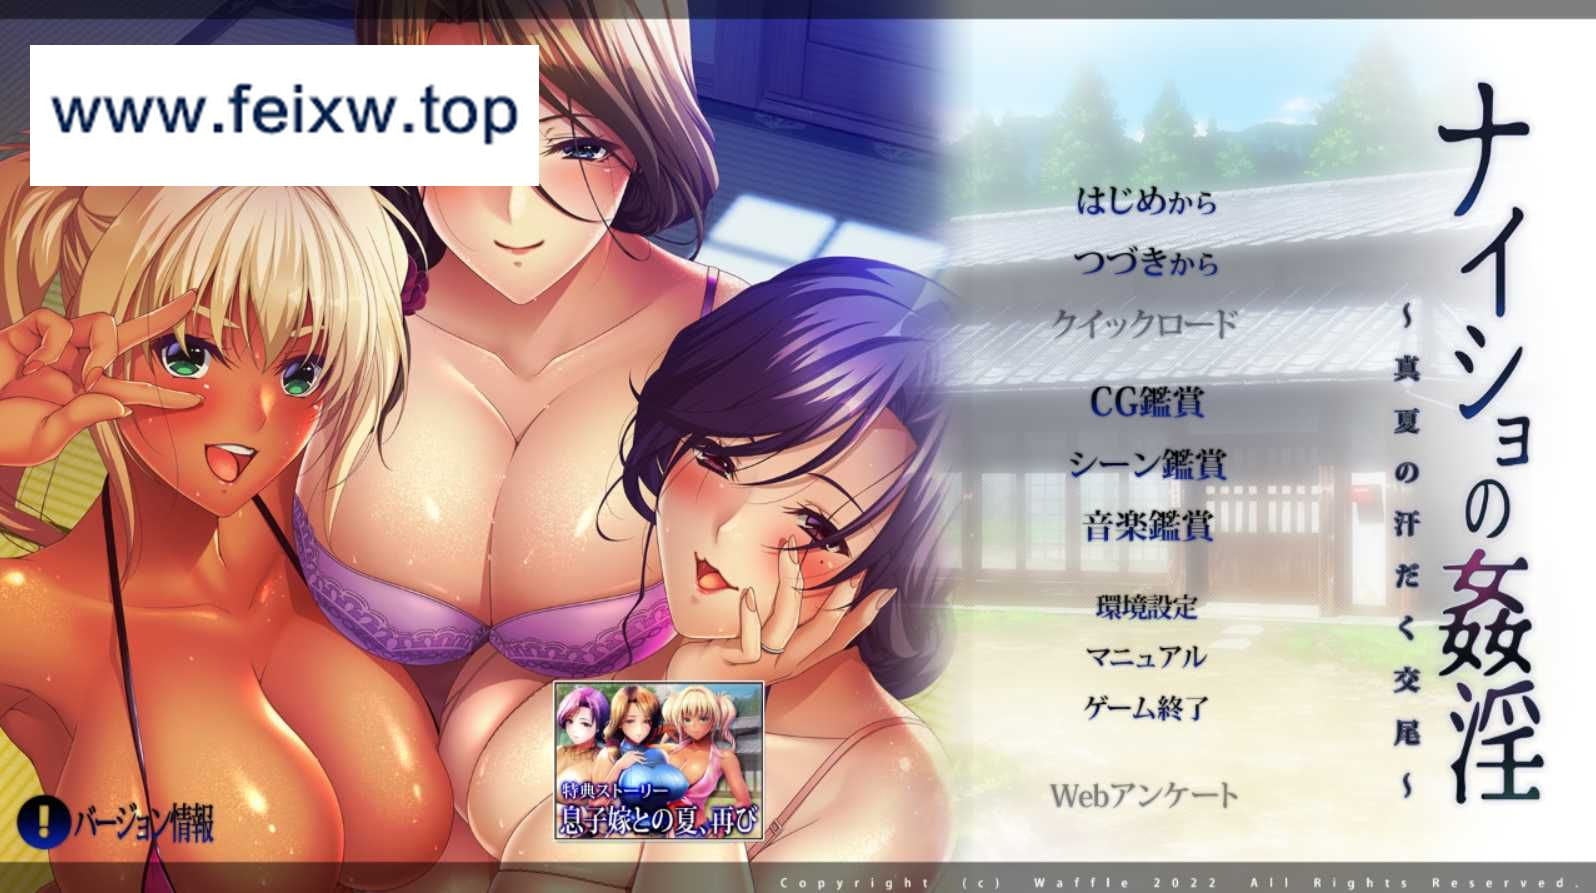 www.feixw.top
ナイショの姦淫
～真夏の汗だく交尾～
はじめから
つづきから
クイックロード
CG鑑賞
シーン鑑賞
音楽鑑賞
環境設定
マニュアル
ゲーム終了
Webアンケート
特典ストーリー
息子嫁との夏、再び
!バージョン情報
Copyright (c) Waffle 2022 All Rights Reserved.